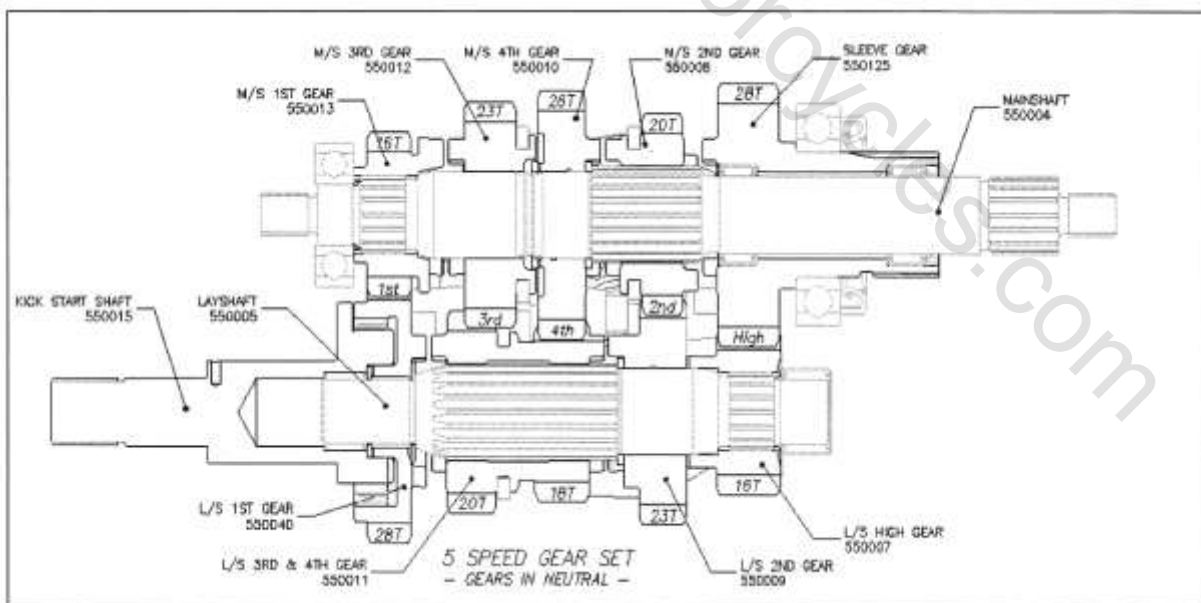 M/S 3RD GEAR
550012
M/S 4TH GEAR
550010
M/S 2ND GEAR
550008
SLEEVE GEAR
550125
M/S 1ST GEAR
550013
MAINSHAFT
550004
16T
23T
26T
20T
28T
1st
3rd
4th
2nd
High
KICK START SHAFT
550015
LAYSHAFT
550005
L/S 1ST GEAR
550040
28T
20T
18T
23T
16T
L/S 3RD & 4TH GEAR
550011
L/S 2ND GEAR
550009
L/S HIGH GEAR
550007
5 SPEED GEAR SET
- GEARS IN NEUTRAL -
orcycles.com